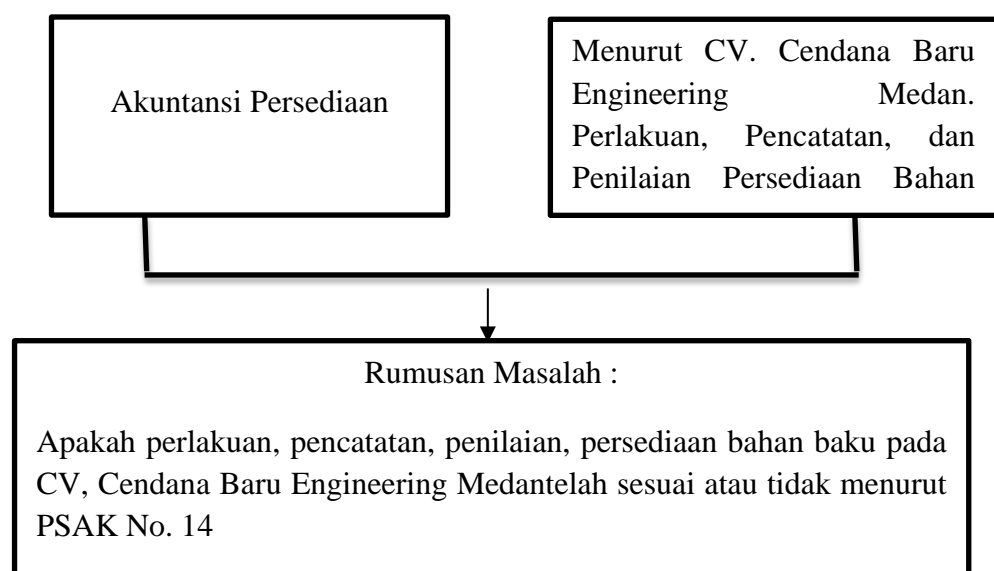 Akuntansi Persediaan
Menurut CV. Cendana Baru
Engineering Medan.
Perlakuan, Pencatatan, dan
Penilaian Persediaan Bahan
Rumusan Masalah :
Apakah perlakuan, pencatatan, penilaian, persediaan bahan baku pada
CV, Cendana Baru Engineering Medantelah sesuai atau tidak menurut
PSAK No. 14